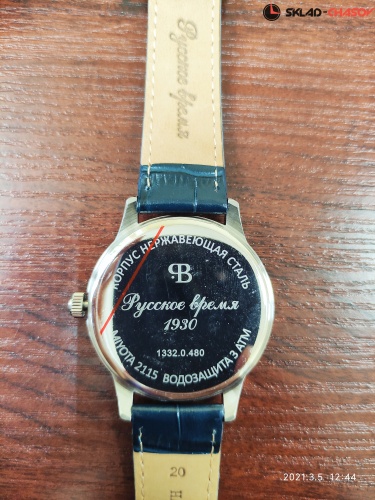 SKLAD-CHASOV
Русское время
КОРПУС НЕРЖАВЕЮЩАЯ СТАЛЬ
РВ
Русское время
1930
1332.0.480
MIYOTA 2115 ВОДОЗАЩИТА 3 АТМ
20
H
2021.3.5 12:44